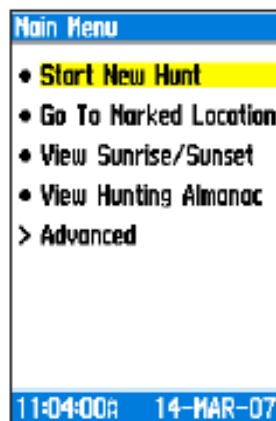 Main Menu
• Start New Hunt
• Go To Marked Location
• View Sunrise/Sunset
• View Hunting Almanac
> Advanced
11:04:00A 14-MAR-07